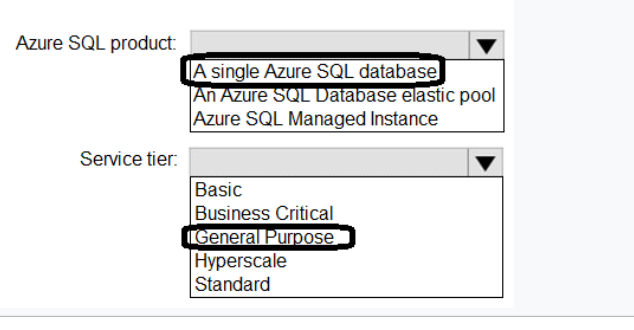 Azure SQL product:
A single Azure SQL database
An Azure SQL Database elastic pool
Azure SQL Managed Instance
Service tier:
Basic
Business Critical
General Purpose
Hyperscale
Standard